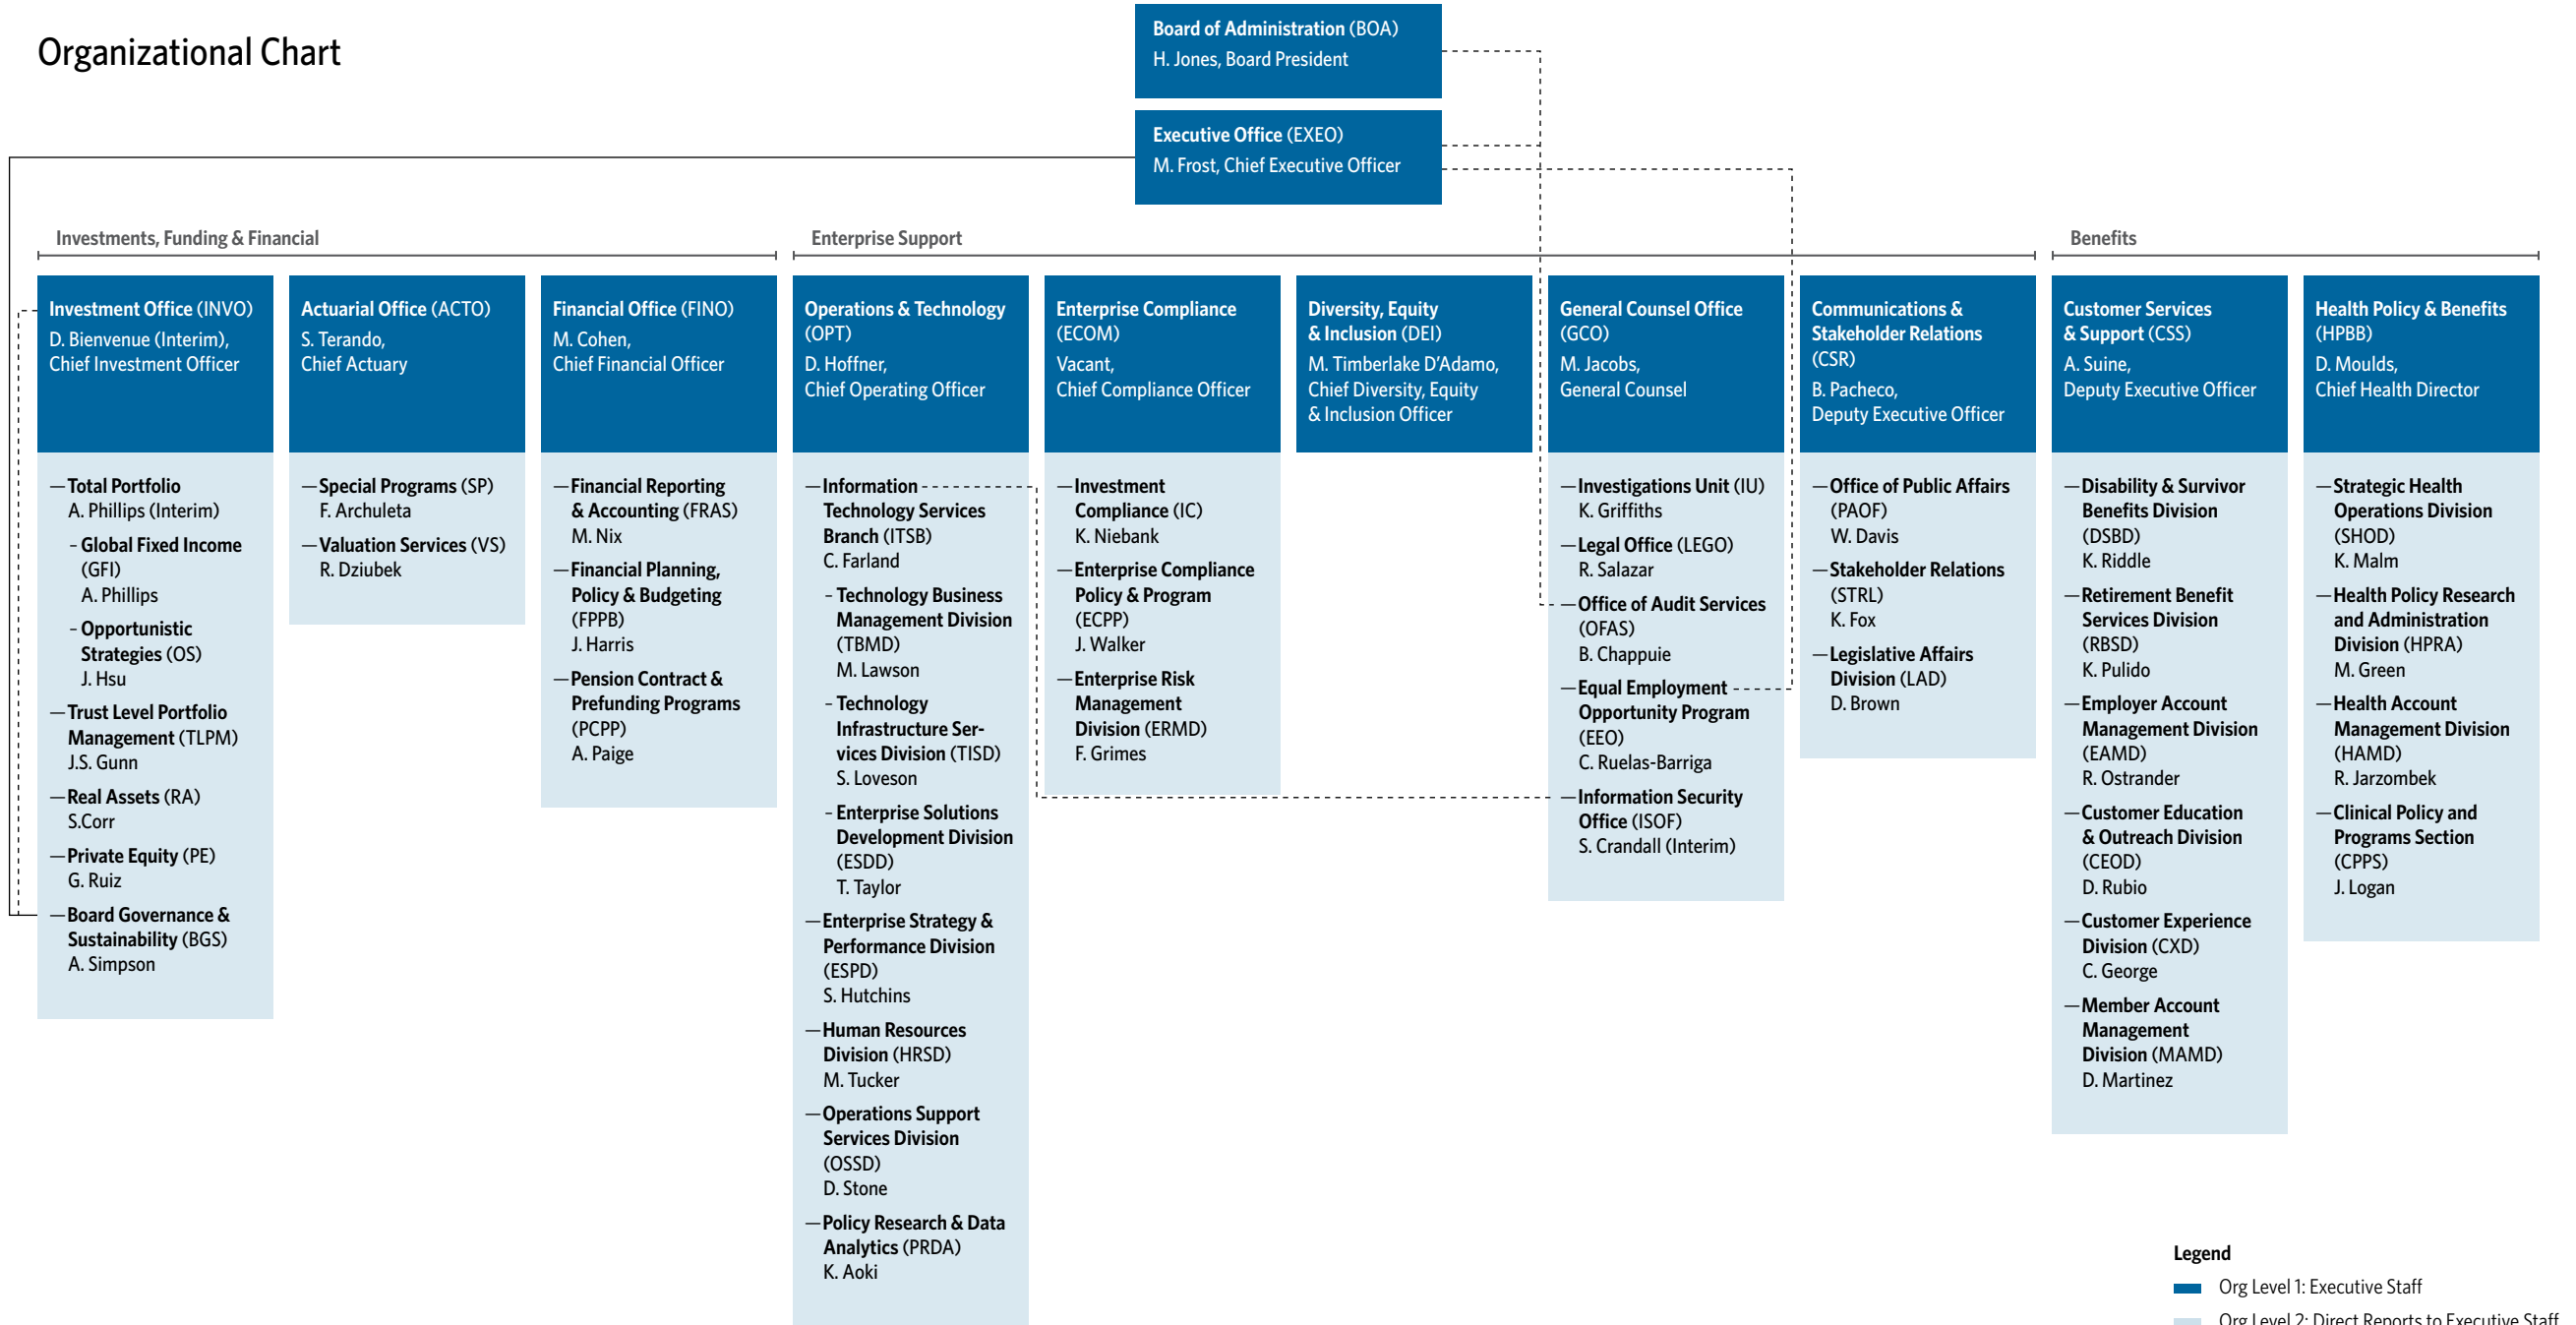 Organizational Chart
Board of Administration (BOA)
H. Jones, Board President
Executive Office (EXEO)
M. Frost, Chief Executive Officer
Investments, Funding & Financial
Enterprise Support
Benefits
Investment Office (INVO)
D. Bienvenue (Interim),
Chief Investment Officer
— Total Portfolio
A. Phillips (Interim)
- Global Fixed Income
(GFI)
A. Phillips
- Opportunistic
Strategies (OS)
J. Hsu
— Trust Level Portfolio
Management (TLPM)
J.S. Gunn
— Real Assets (RA)
S.Corr
— Private Equity (PE)
G. Ruiz
— Board Governance &
Sustainability (BGS)
A. Simpson
Actuarial Office (ACTO)
S. Terando,
Chief Actuary
— Special Programs (SP)
F. Archuleta
— Valuation Services (VS)
R. Dziubek
Financial Office (FINO)
M. Cohen,
Chief Financial Officer
— Financial Reporting
& Accounting (FRAS)
M. Nix
— Financial Planning,
Policy & Budgeting
(FPPB)
J. Harris
— Pension Contract &
Prefunding Programs
(PCPP)
A. Paige
Operations & Technology
(OPT)
D. Hoffner,
Chief Operating Officer
— Information
Technology Services
Branch (ITSB)
C. Farland
- Technology Business
Management Division
(TBMD)
M. Lawson
- Technology
Infrastructure Ser-
vices Division (TISD)
S. Loveson
- Enterprise Solutions
Development Division
(ESDD)
T. Taylor
— Enterprise Strategy &
Performance Division
(ESPD)
S. Hutchins
— Human Resources
Division (HRSD)
M. Tucker
— Operations Support
Services Division
(OSSD)
D. Stone
— Policy Research & Data
Analytics (PRDA)
K. Aoki
Enterprise Compliance
(ECOM)
Vacant,
Chief Compliance Officer
— Investment
Compliance (IC)
K. Niebank
— Enterprise Compliance
Policy & Program
(ECPP)
J. Walker
— Enterprise Risk
Management
Division (ERMD)
F. Grimes
Diversity, Equity
& Inclusion (DEI)
M. Timberlake D’Adamo,
Chief Diversity, Equity
& Inclusion Officer
General Counsel Office
(GCO)
M. Jacobs,
General Counsel
— Investigations Unit (IU)
K. Griffiths
— Legal Office (LEGO)
R. Salazar
— Office of Audit Services
(OFAS)
B. Chappuie
— Equal Employment
Opportunity Program
(EEO)
C. Ruelas-Barriga
— Information Security
Office (ISOF)
S. Crandall (Interim)
Communications &
Stakeholder Relations
(CSR)
B. Pacheco,
Deputy Executive Officer
— Office of Public Affairs
(PAOF)
W. Davis
— Stakeholder Relations
(STRL)
K. Fox
— Legislative Affairs
Division (LAD)
D. Brown
Customer Services
& Support (CSS)
A. Suine,
Deputy Executive Officer
— Disability & Survivor
Benefits Division
(DSBD)
K. Riddle
— Retirement Benefit
Services Division
(RBSD)
K. Pulido
— Employer Account
Management Division
(EAMD)
R. Ostrander
— Customer Education
& Outreach Division
(CEOD)
D. Rubio
— Customer Experience
Division (CXD)
C. George
— Member Account
Management
Division (MAMD)
D. Martinez
Health Policy & Benefits
(HPBB)
D. Moulds,
Chief Health Director
— Strategic Health
Operations Division
(SHOD)
K. Malm
— Health Policy Research
and Administration
Division (HPRA)
M. Green
— Health Account
Management Division
(HAMD)
R. Jarzombek
— Clinical Policy and
Programs Section
(CPPS)
J. Logan
Legend
Org Level 1: Executive Staff
Org Level 2: Direct Reports to Executive Staff